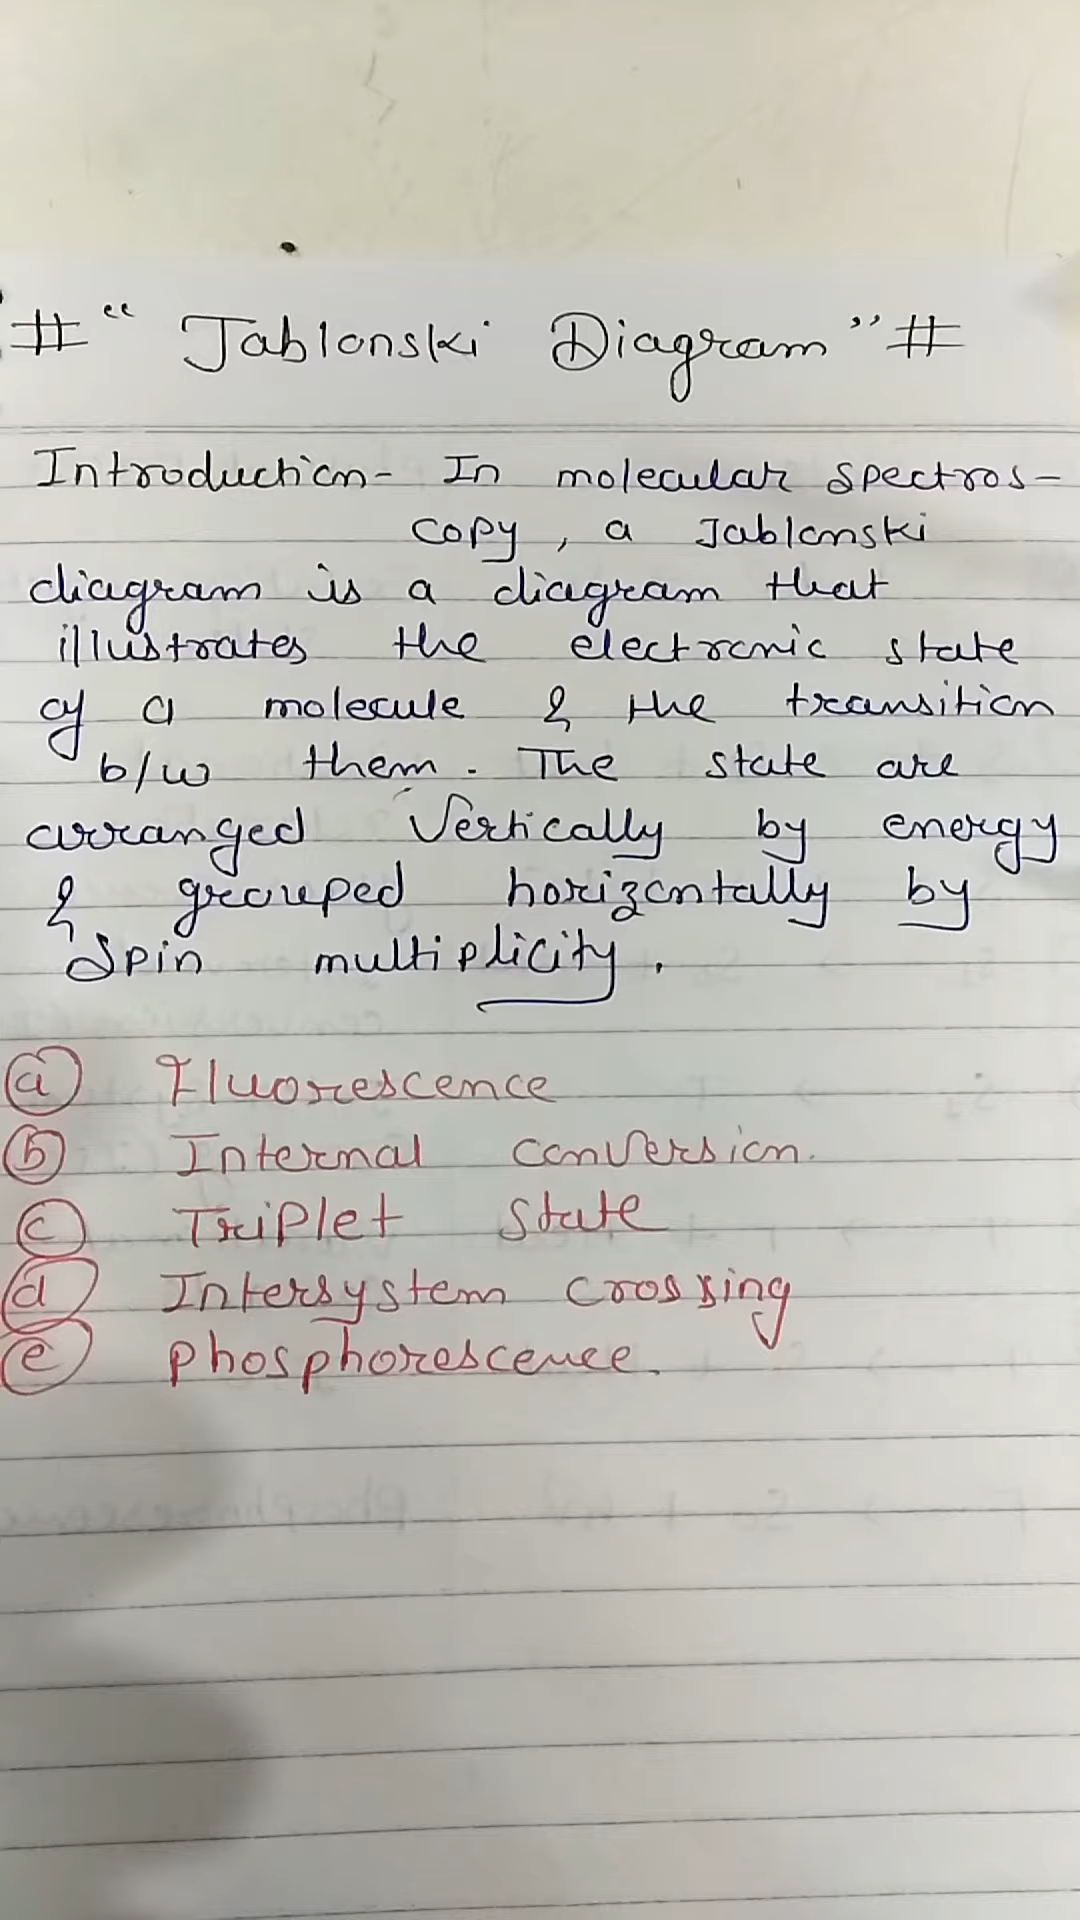 # “ Jablonski Diagram ” #
Introduction- In molecular spectros-
copy, a Jablonski
diagram is a diagram that
illustrates the electronic state
of a molecule & the transition
b/w them. The state are
arranged vertically by energy
& grouped horizontally by
spin multiplicity.
(a) Fluorescence
(b) Internal conversion.
(c) Triplet state
(d) Intersystem crossing
(e) phosphorescence.